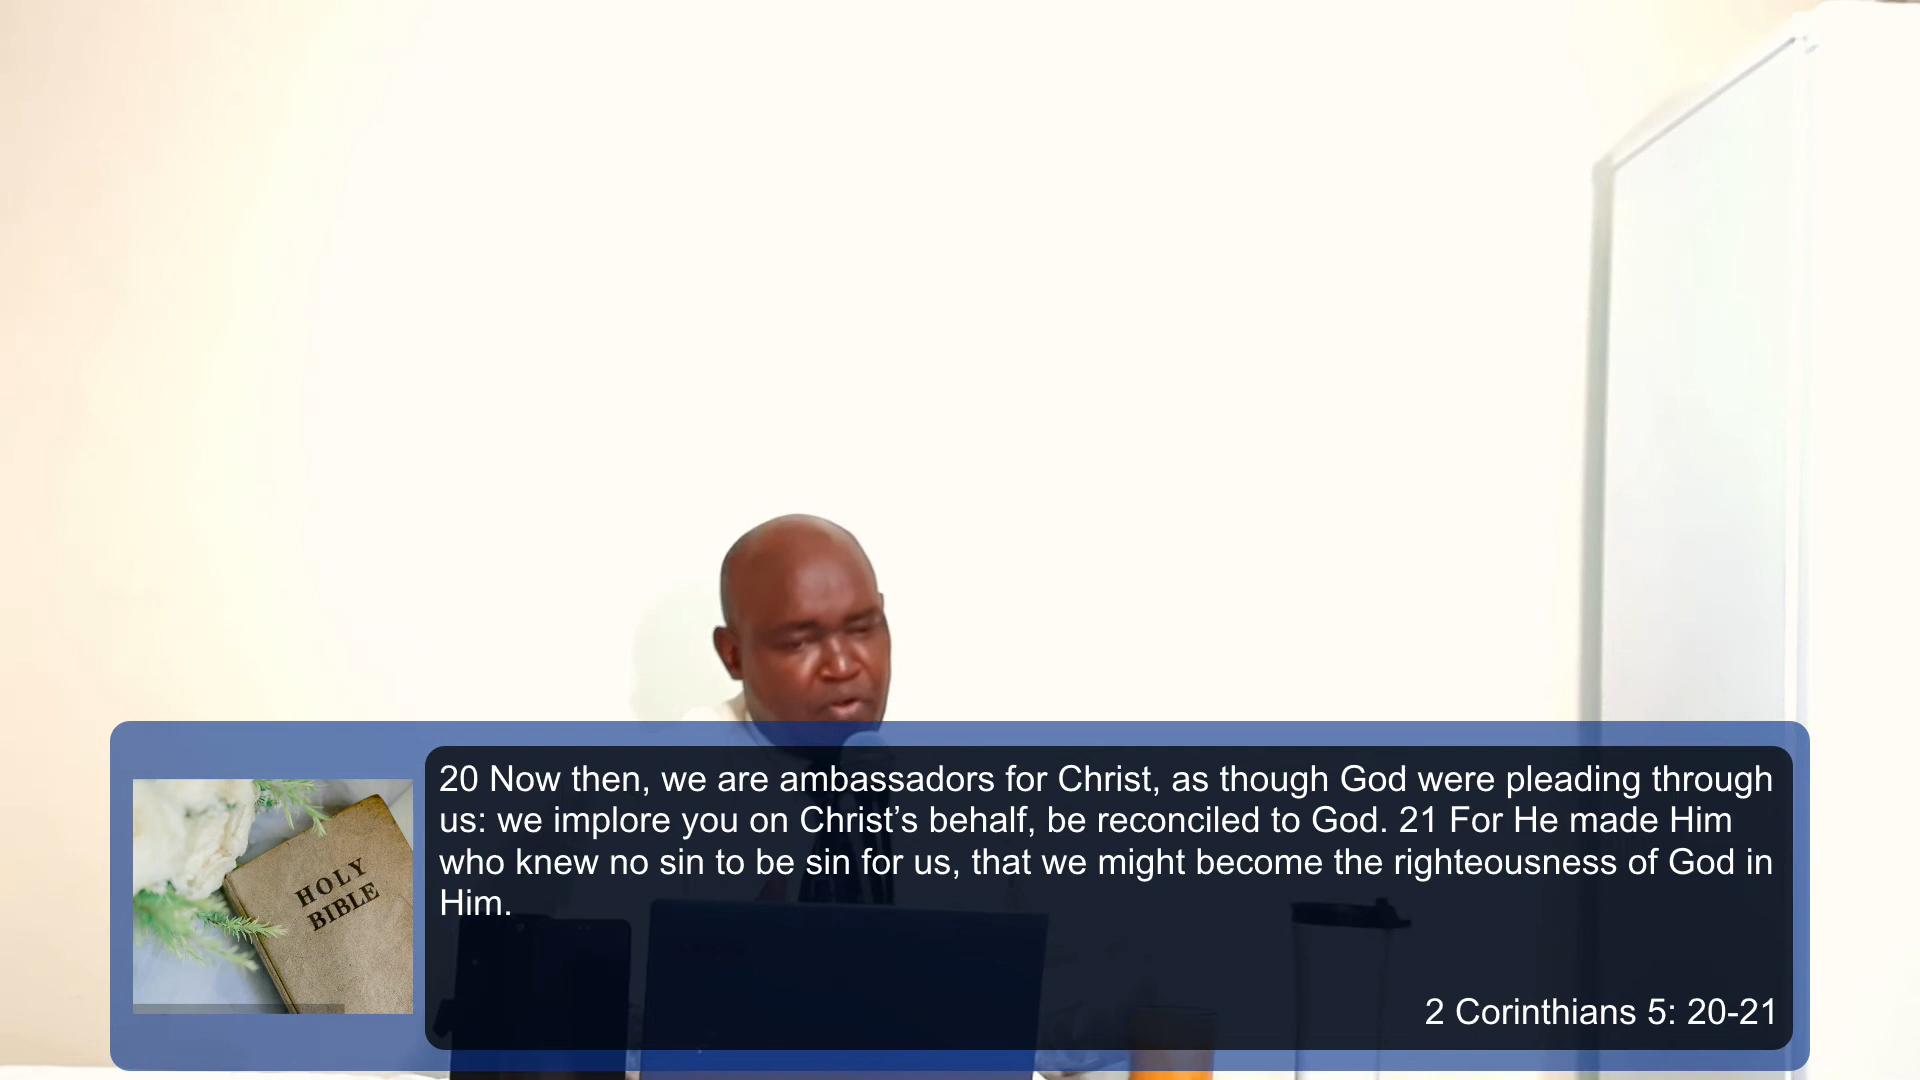 HOLY
BIBLE
20 Now then, we are ambassadors for Christ, as though God were pleading through
us: we implore you on Christ’s behalf, be reconciled to God. 21 For He made Him
who knew no sin to be sin for us, that we might become the righteousness of God in
Him.
2 Corinthians 5: 20-21